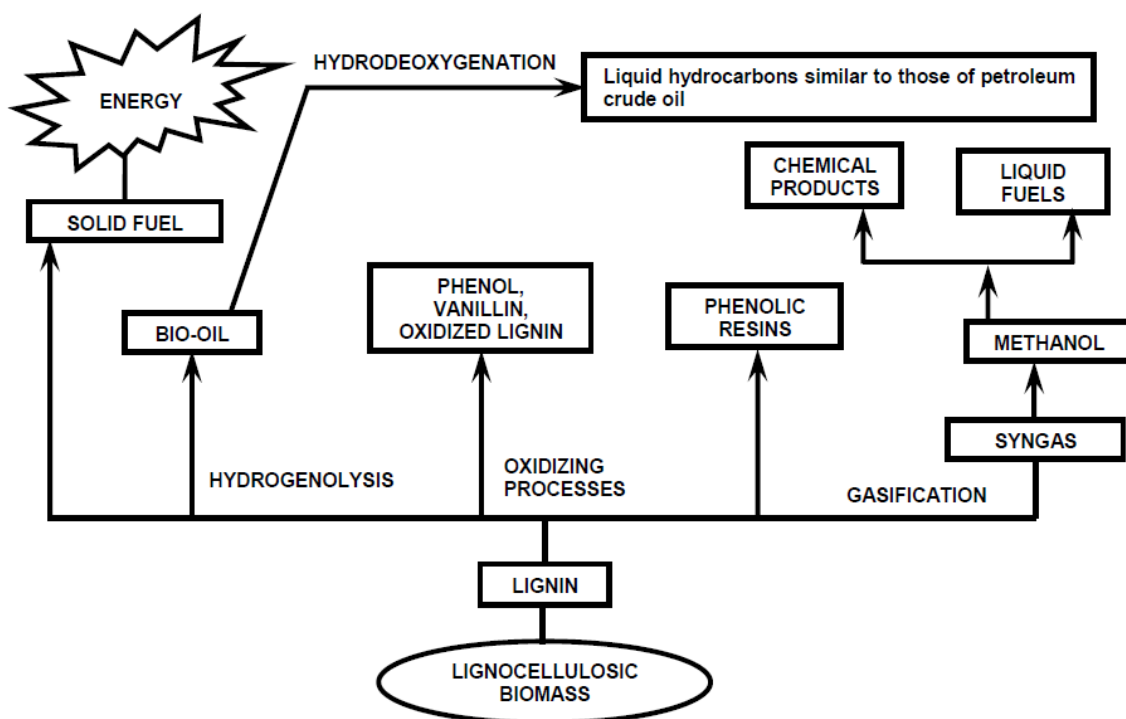 HYDRODEOXYGENATION
Liquid hydrocarbons similar to those of petroleum
crude oil
ENERGY
CHEMICAL
PRODUCTS
LIQUID
FUELS
SOLID FUEL
PHENOL,
VANILLIN,
OXIDIZED LIGNIN
PHENOLIC
RESINS
BIO-OIL
METHANOL
SYNGAS
HYDROGENOLYSIS
OXIDIZING
PROCESSES
GASIFICATION
LIGNIN
LIGNOCELLULOSIC
BIOMASS